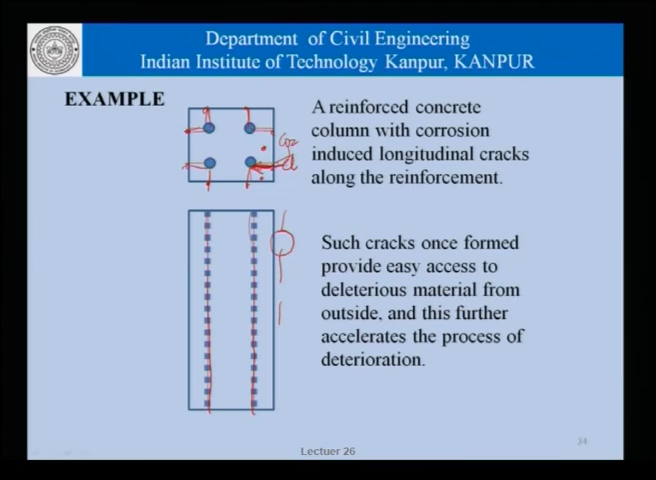 Department of Civil Engineering
Indian Institute of Technology Kanpur, KANPUR
EXAMPLE
A reinforced concrete
column with corrosion
induced longitudinal cracks
along the reinforcement.
Such cracks once formed
provide easy access to
deleterious material from
outside, and this further
accelerates the process of
deterioration.
34
Lectuer 26